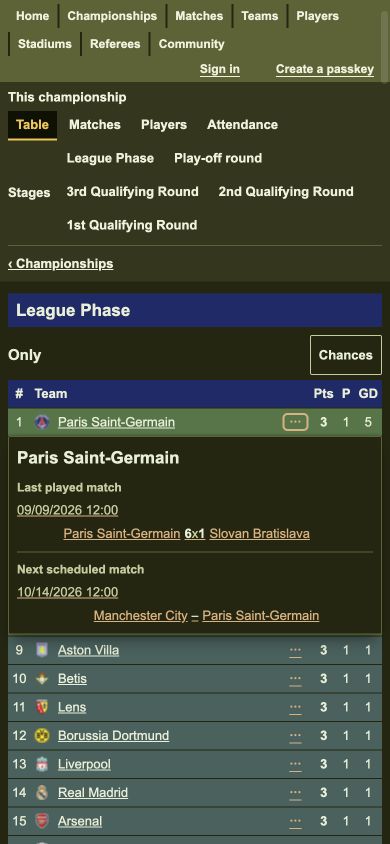 Home Championships Matches Teams Players
Stadiums Referees Community
Sign in Create a passkey
This championship
Table Matches Players Attendance
League Phase Play-off round
Stages 3rd Qualifying Round 2nd Qualifying Round
1st Qualifying Round
‹ Championships
League Phase
Only Chances
# Team Pts P GD
1 Paris Saint-Germain ... 3 1 5
Paris Saint-Germain
Last played match
09/09/2026 12:00
Paris Saint-Germain 6x1 Slovan Bratislava
Next scheduled match
10/14/2026 12:00
Manchester City – Paris Saint-Germain
9 Aston Villa ... 3 1 1
10 Betis ... 3 1 1
11 Lens ... 3 1 1
12 Borussia Dortmund ... 3 1 1
13 Liverpool ... 3 1 1
14 Real Madrid ... 3 1 1
15 Arsenal ... 3 1 1